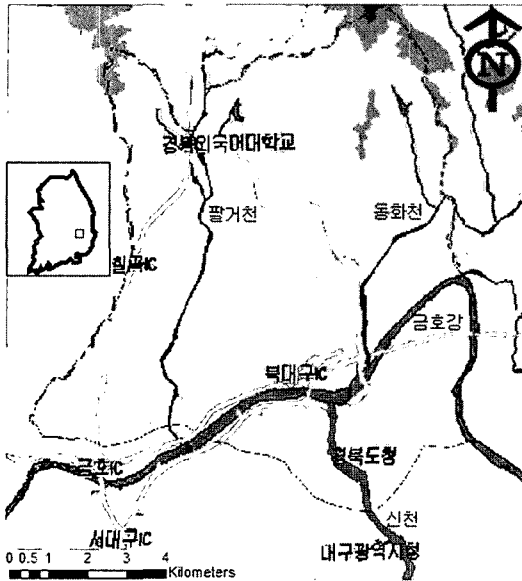 N
경북외국어대학교
팔거천
동화천
칠곡IC
금호강
북대구IC
경북도청
금호IC
서대구IC
신천
대구광역시청
0 0.5 1 2 3 4
Kilometers